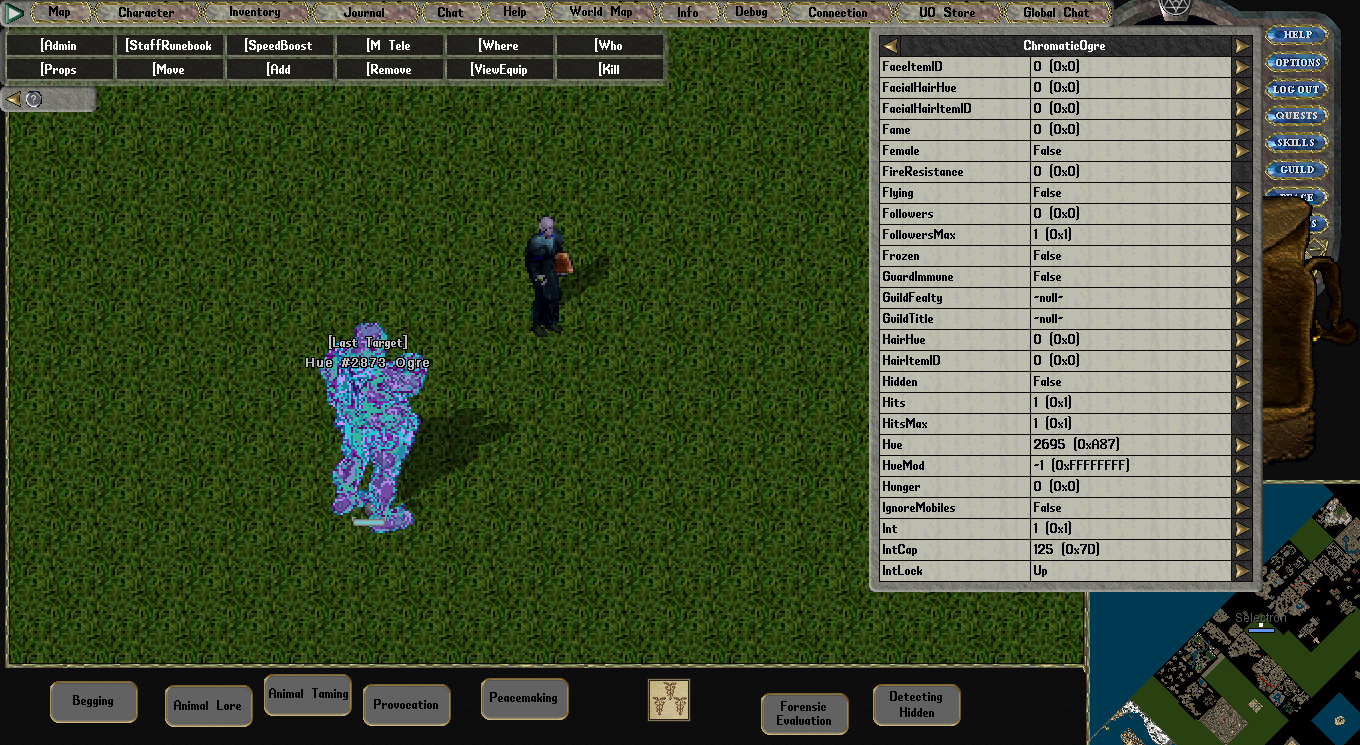 Map Character Inventory Journal Chat Help World Map Info Debug Connection UO Store Global Chat
[Admin [StaffRunebook [SpeedBoost [M Tele [Where [Who
[Props [Move [Add [Remove [ViewEquip [Kill
?
ChromaticOgre
FaceItemID 0 (0x0)
FacialHairHue 0 (0x0)
FacialHairItemID 0 (0x0)
Fame 0 (0x0)
Female False
FireResistance 0 (0x0)
Flying False
Followers 0 (0x0)
FollowersMax 1 (0x1)
Frozen False
GuardImmune False
GuildFealty -null-
GuildTitle -null-
HairHue 0 (0x0)
HairItemID 0 (0x0)
Hidden False
Hits 1 (0x1)
HitsMax 1 (0x1)
Hue 2695 (0xA87)
HueMod -1 (0xFFFFFFFF)
Hunger 0 (0x0)
IgnoreMobiles False
Int 1 (0x1)
IntCap 125 (0x7D)
IntLock Up
HELP
OPTIONS
LOG OUT
QUESTS
SKILLS
GUILD
[Last Target]
Hue #2873 Ogre
Selectron
Begging
Animal Lore
Animal Taming
Provocation
Peacemaking
Forensic
Evaluation
Detecting
Hidden